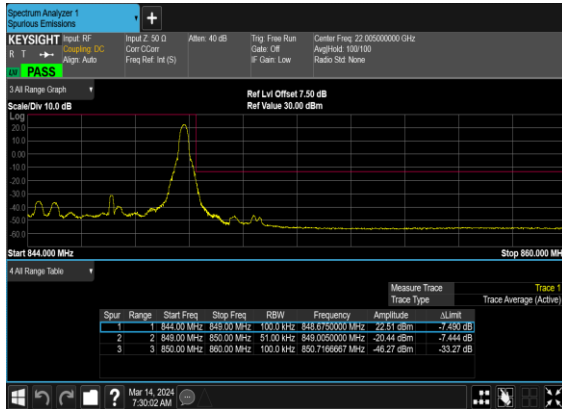 Spectrum Analyzer 1
Spurious Emissions
KEYSIGHT Input: RF
R T Coupling: DC
Align: Auto
Input Z: 50 Ω
Corr CCorr
Freq Ref: Int (S)
Atten: 40 dB
Trig: Free Run
Gate: Off
IF Gain: Low
Center Freq: 22.005000000 GHz
Avg|Hold: 100/100
Radio Std: None
PASS
3 All Range Graph
Scale/Div 10.0 dB
Ref Lvl Offset 7.50 dB
Ref Value 30.00 dBm
Log
20.0
10.0
0.00
-10.0
-20.0
-30.0
-40.0
-50.0
-60.0
Start 844.000 MHz
Stop 860.000 MHz
4 All Range Table
Measure Trace Trace 1
Trace Type Trace Average (Active)
Spur Range Start Freq Stop Freq RBW Frequency Amplitude ΔLimit
1 1 844.00 MHz 849.00 MHz 100.0 kHz 848.6750000 MHz 22.51 dBm -7.490 dB
2 2 849.00 MHz 850.00 MHz 51.00 kHz 849.0050000 MHz -20.44 dBm -7.444 dB
3 3 850.00 MHz 860.00 MHz 100.0 kHz 850.7166667 MHz -46.27 dBm -33.27 dB
Mar 14, 2024
7:30:02 AM